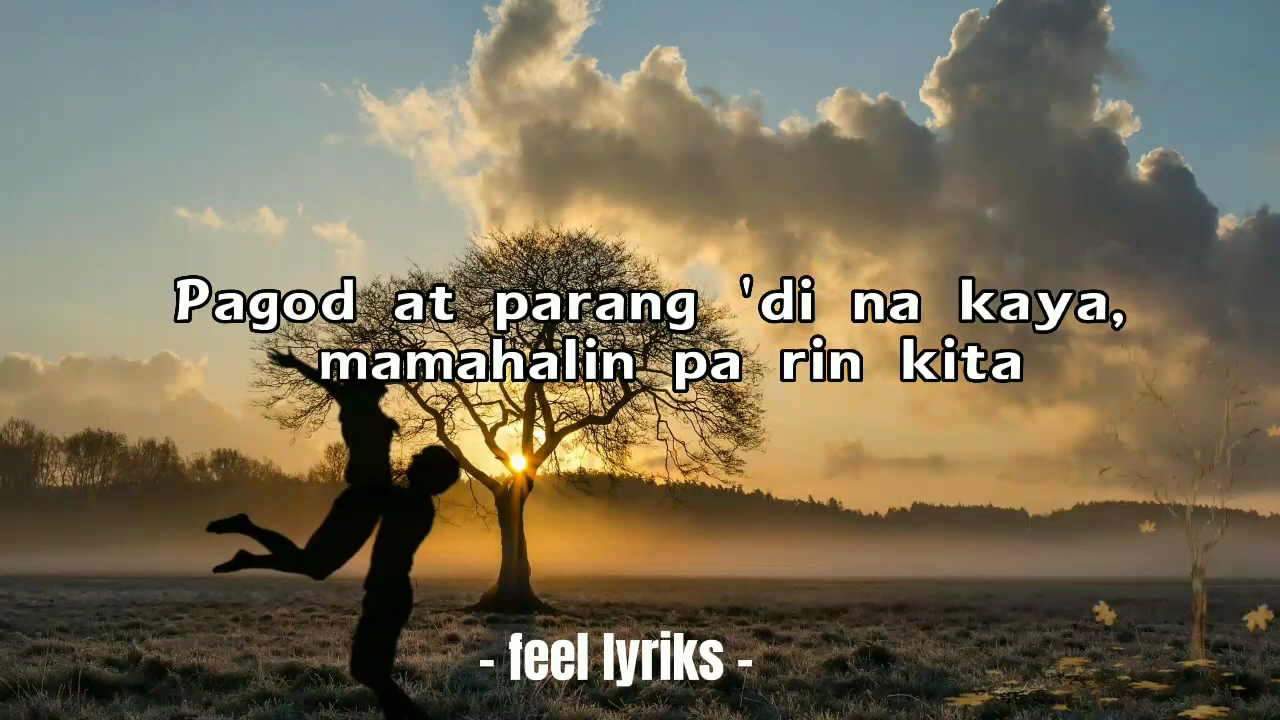 Pagod at parang 'di na kaya,
mamahalin pa rin kita
- feel lyriks -